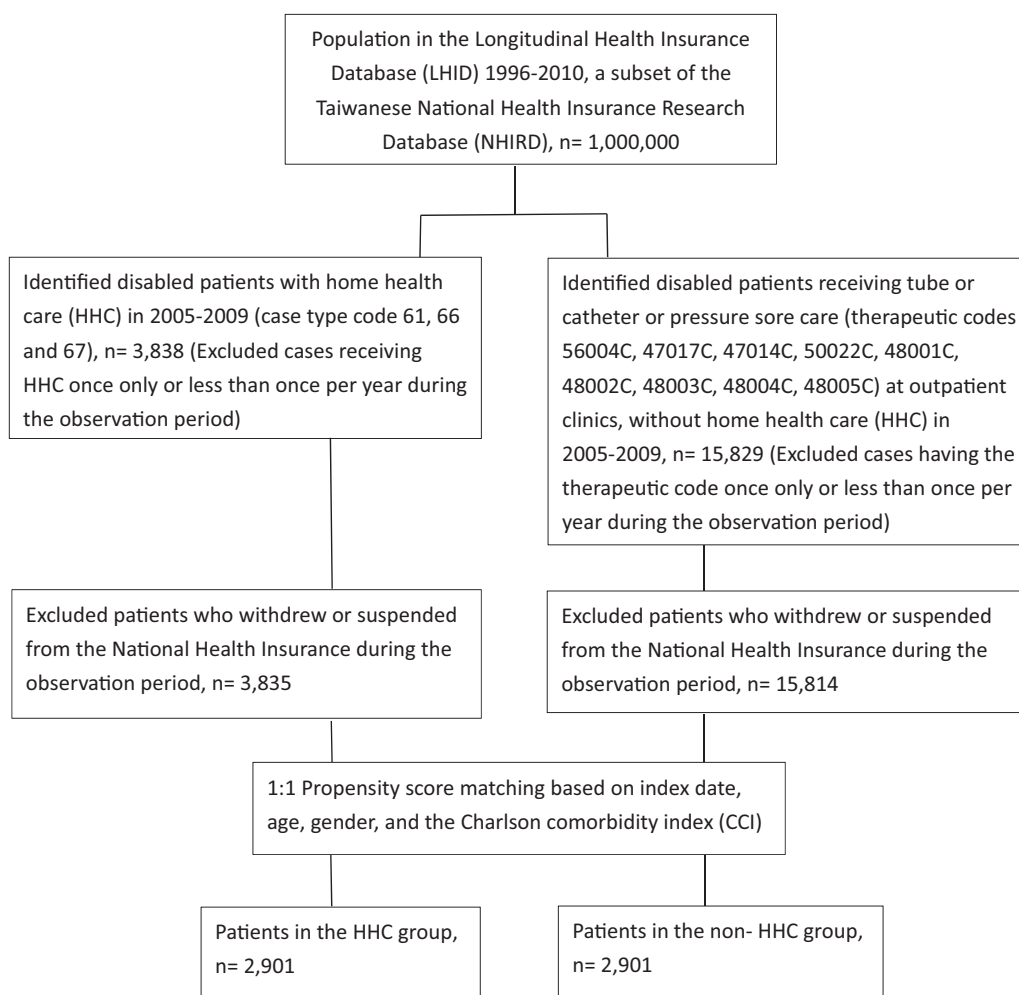 Population in the Longitudinal Health Insurance
Database (LHID) 1996-2010, a subset of the
Taiwanese National Health Insurance Research
Database (NHIRD), n= 1,000,000
Identified disabled patients with home health
care (HHC) in 2005-2009 (case type code 61, 66
and 67), n= 3,838 (Excluded cases receiving
HHC once only or less than once per year during
the observation period)
Identified disabled patients receiving tube or
catheter or pressure sore care (therapeutic codes
56004C, 47017C, 47014C, 50022C, 48001C,
48002C, 48003C, 48004C, 48005C) at outpatient
clinics, without home health care (HHC) in
2005-2009, n= 15,829 (Excluded cases having the
therapeutic code once only or less than once per
year during the observation period)
Excluded patients who withdrew or suspended
from the National Health Insurance during the
observation period, n= 3,835
Excluded patients who withdrew or suspended
from the National Health Insurance during the
observation period, n= 15,814
1:1 Propensity score matching based on index date,
age, gender, and the Charlson comorbidity index (CCI)
Patients in the HHC group,
n= 2,901
Patients in the non- HHC group,
n= 2,901